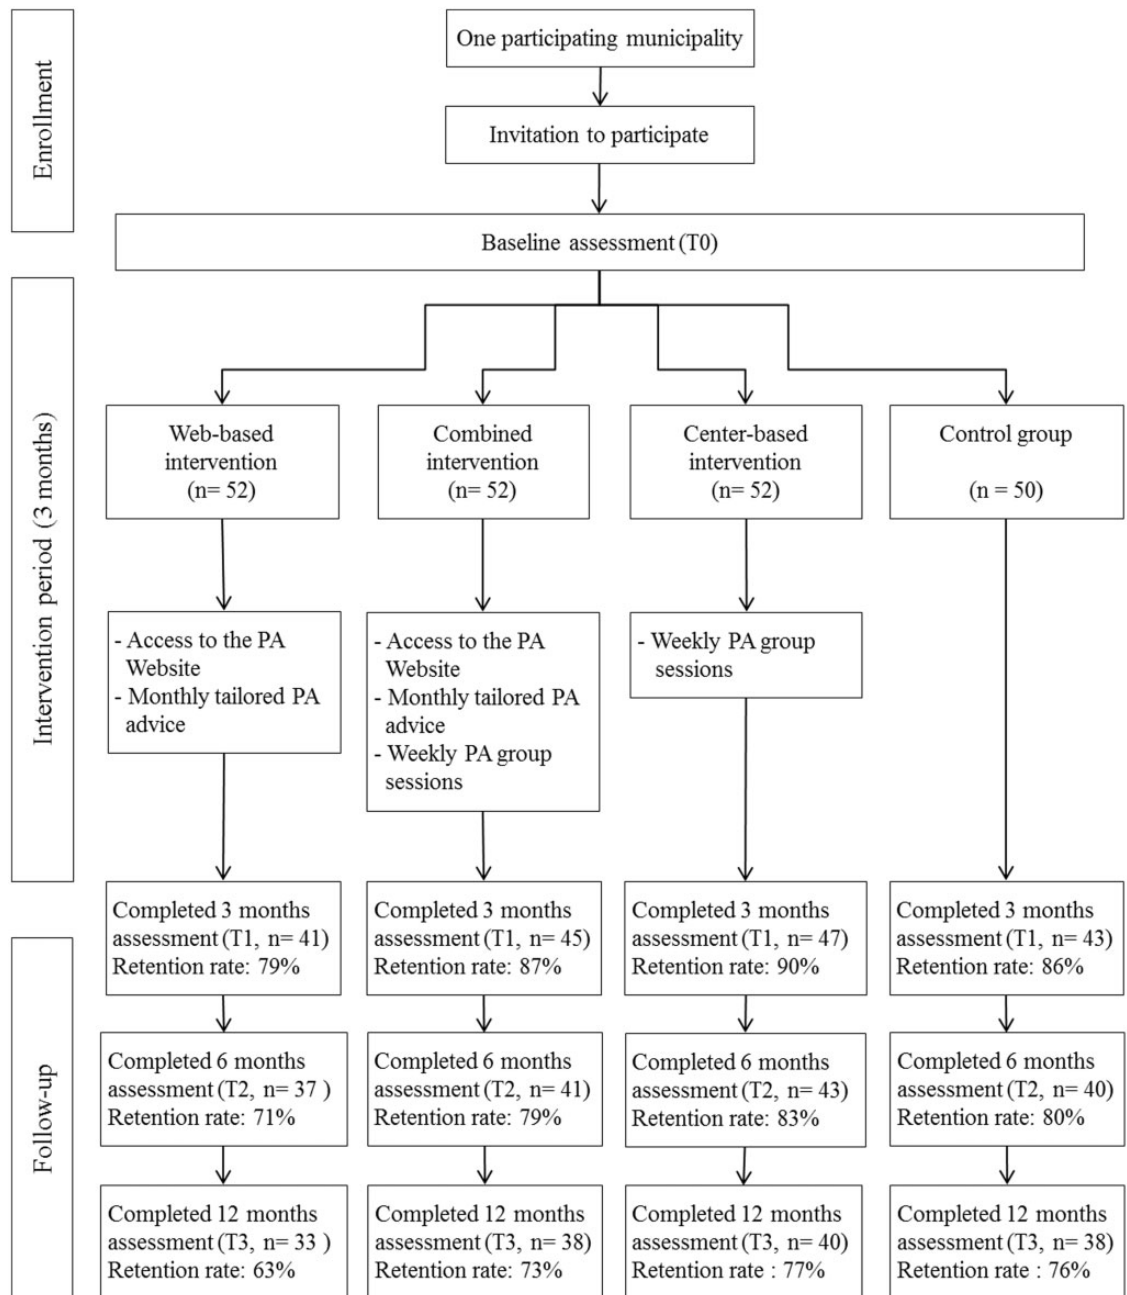 Enrollment
One participating municipality
Invitation to participate
Baseline assessment (T0)
Intervention period (3 months)
Web-based
intervention
(n= 52)
Combined
intervention
(n= 52)
Center-based
intervention
(n= 52)
Control group
(n = 50)
- Access to the PA
Website
- Monthly tailored PA
advice
- Access to the PA
Website
- Monthly tailored PA
advice
- Weekly PA group
sessions
- Weekly PA group
sessions
Completed 3 months
assessment (T1, n= 41)
Retention rate: 79%
Completed 3 months
assessment (T1, n= 45)
Retention rate: 87%
Completed 3 months
assessment (T1, n= 47)
Retention rate: 90%
Completed 3 months
assessment (T1, n= 43)
Retention rate: 86%
Follow-up
Completed 6 months
assessment (T2, n= 37 )
Retention rate: 71%
Completed 6 months
assessment (T2, n= 41)
Retention rate: 79%
Completed 6 months
assessment (T2, n= 43)
Retention rate: 83%
Completed 6 months
assessment (T2, n= 40)
Retention rate: 80%
Completed 12 months
assessment (T3, n= 33 )
Retention rate: 63%
Completed 12 months
assessment (T3, n= 38)
Retention rate: 73%
Completed 12 months
assessment (T3, n= 40)
Retention rate : 77%
Completed 12 months
assessment (T3, n= 38)
Retention rate : 76%